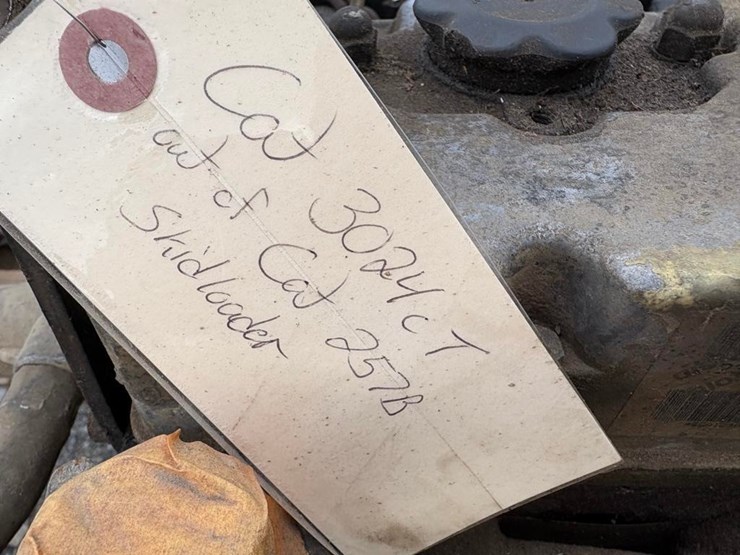 Cat 3024CT
out of Cat 257B
Skidloader